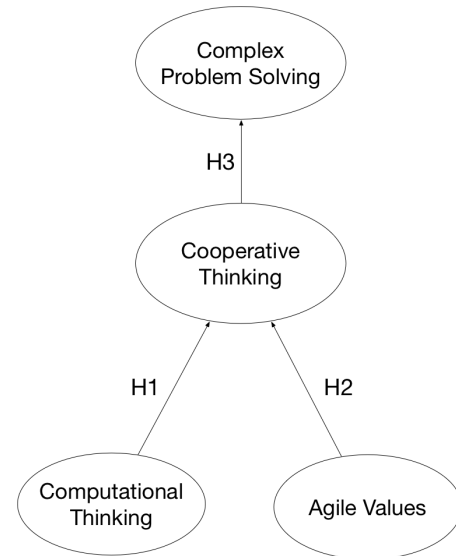 Complex
Problem Solving
H3
Cooperative
Thinking
H1
H2
Computational
Thinking
Agile Values